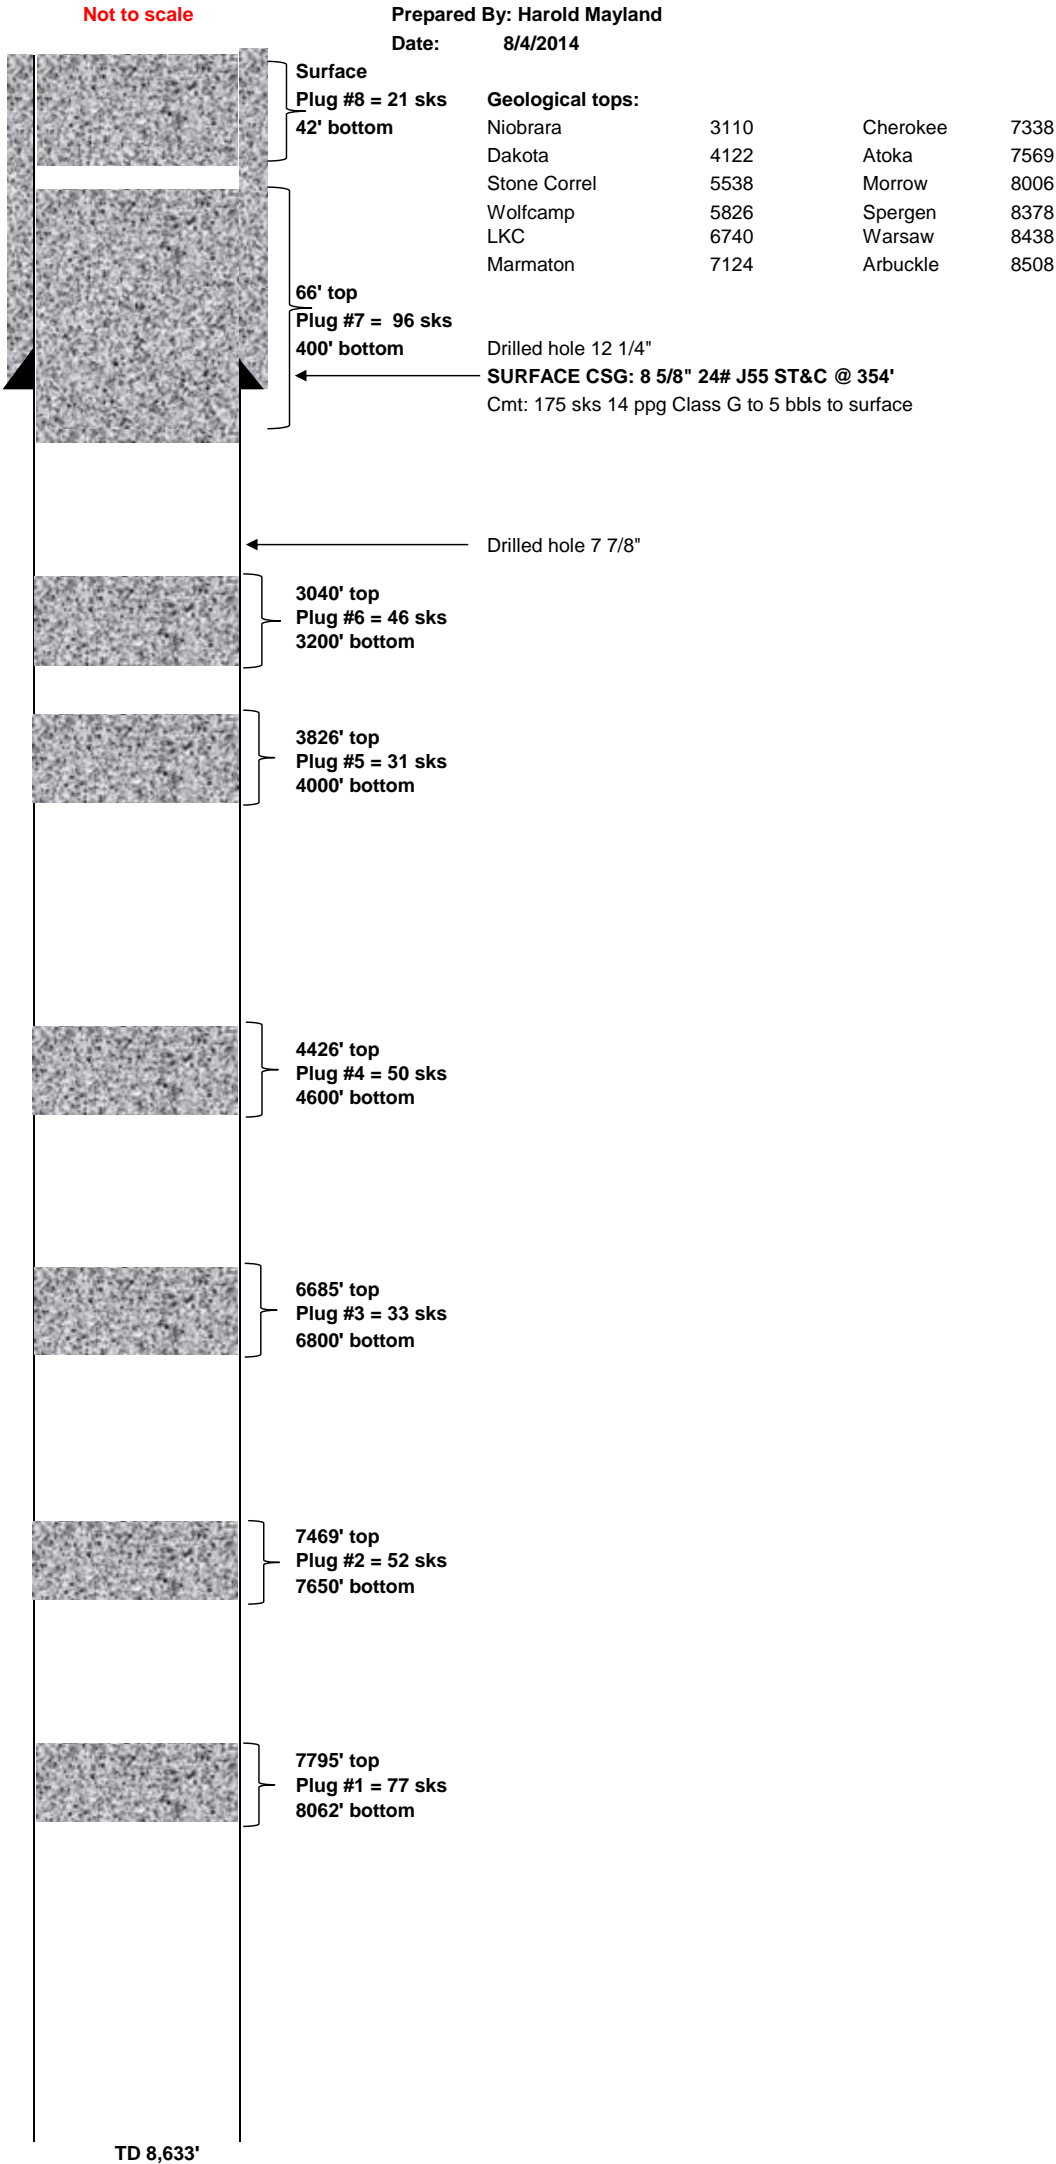 Not to scale
Prepared By: Harold Mayland
Date: 8/4/2014
Surface
Plug #8 = 21 sks
42' bottom
Geological tops:
Niobrara 3110 Cherokee 7338
Dakota 4122 Atoka 7569
Stone Correl 5538 Morrow 8006
Wolfcamp 5826 Spergen 8378
LKC 6740 Warsaw 8438
Marmaton 7124 Arbuckle 8508
66' top
Plug #7 = 96 sks
400' bottom
Drilled hole 12 1/4"
SURFACE CSG: 8 5/8" 24# J55 ST&C @ 354'
Cmt: 175 sks 14 ppg Class G to 5 bbls to surface
Drilled hole 7 7/8"
3040' top
Plug #6 = 46 sks
3200' bottom
3826' top
Plug #5 = 31 sks
4000' bottom
4426' top
Plug #4 = 50 sks
4600' bottom
6685' top
Plug #3 = 33 sks
6800' bottom
7469' top
Plug #2 = 52 sks
7650' bottom
7795' top
Plug #1 = 77 sks
8062' bottom
TD 8,633'